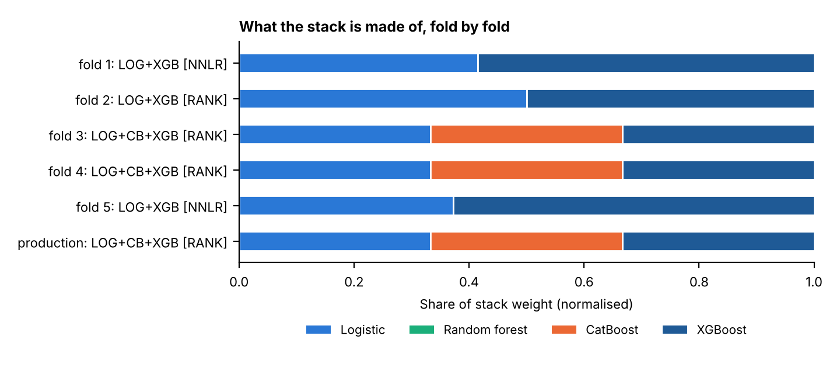 What the stack is made of, fold by fold
fold 1: LOG+XGB [NNLR]
fold 2: LOG+XGB [RANK]
fold 3: LOG+CB+XGB [RANK]
fold 4: LOG+CB+XGB [RANK]
fold 5: LOG+XGB [NNLR]
production: LOG+CB+XGB [RANK]
0.0 0.2 0.4 0.6 0.8 1.0
Share of stack weight (normalised)
Logistic Random forest CatBoost XGBoost